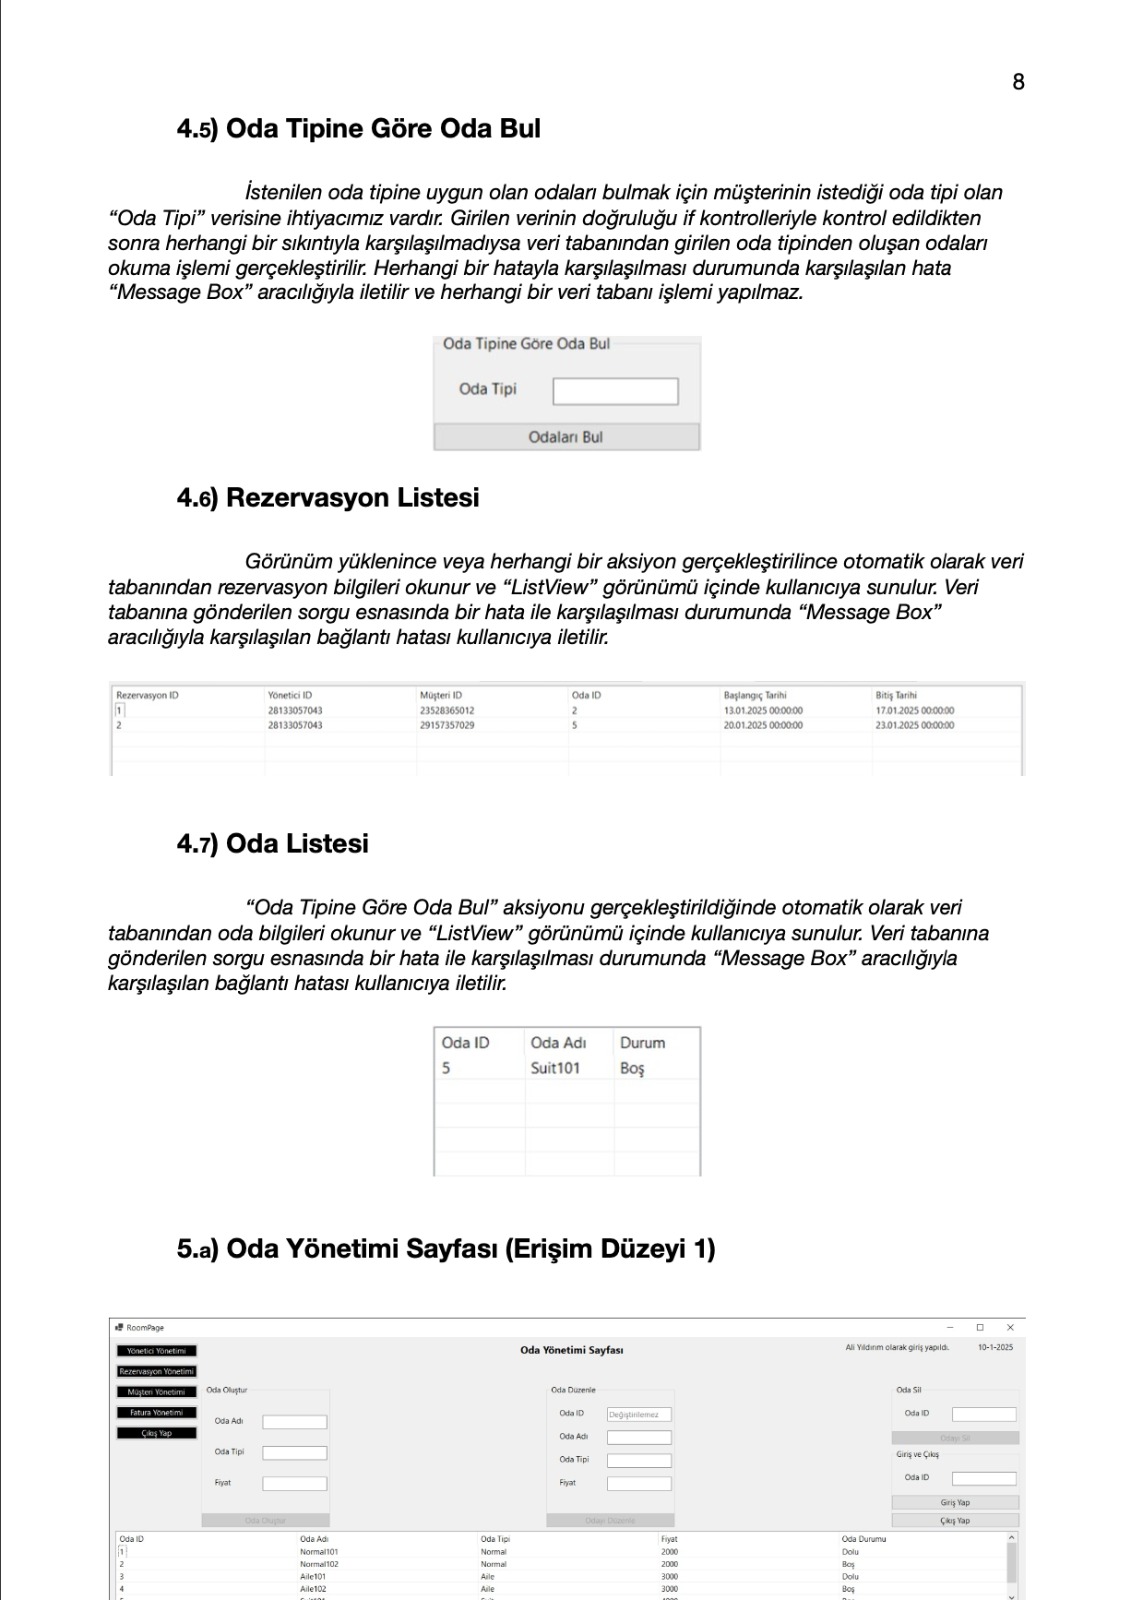 8
4.5) Oda Tipine Göre Oda Bul
İstenilen oda tipine uygun olan odaları bulmak için müşterinin istediği oda tipi olan
“Oda Tipi” verisine ihtiyacımız vardır. Girilen verinin doğruluğu if kontrolleriyle kontrol edildikten
sonra herhangi bir sıkıntıyla karşılaşılmadıysa veri tabanından girilen oda tipinden oluşan odaları
okuma işlemi gerçekleştirilir. Herhangi bir hatayla karşılaşılması durumunda karşılaşılan hata
“Message Box” aracılığıyla iletilir ve herhangi bir veri tabanı işlemi yapılmaz.
Oda Tipine Göre Oda Bul
Oda Tipi
Odaları Bul
4.6) Rezervasyon Listesi
Görünüm yüklenince veya herhangi bir aksiyon gerçekleştirilince otomatik olarak veri
tabanından rezervasyon bilgileri okunur ve “ListView” görünümü içinde kullanıcıya sunulur. Veri
tabanına gönderilen sorgu esnasında bir hata ile karşılaşılması durumunda “Message Box”
aracılığıyla karşılaşılan bağlantı hatası kullanıcıya iletilir.
Rezervasyon ID Yönetici ID Müşteri ID Oda ID Başlangıç Tarihi Bitiş Tarihi
1 28133057043 23528365012 2 13.01.2025 00:00:00 17.01.2025 00:00:00
2 28133057043 29157357029 5 20.01.2025 00:00:00 23.01.2025 00:00:00
4.7) Oda Listesi
“Oda Tipine Göre Oda Bul” aksiyonu gerçekleştirildiğinde otomatik olarak veri
tabanından oda bilgileri okunur ve “ListView” görünümü içinde kullanıcıya sunulur. Veri tabanına
gönderilen sorgu esnasında bir hata ile karşılaşılması durumunda “Message Box” aracılığıyla
karşılaşılan bağlantı hatası kullanıcıya iletilir.
Oda ID Oda Adı Durum
5 Suit101 Boş
5.a) Oda Yönetimi Sayfası (Erişim Düzeyi 1)
RoomPage
Yönetici Yönetimi
Rezervasyon Yönetimi
Müşteri Yönetimi
Fatura Yönetimi
Çıkış Yap
Oda Yönetimi Sayfası
Ali Yıldırım olarak giriş yapıldı. 10-1-2025
Oda Oluştur
Oda Adı
Oda Tipi
Fiyat
Oda Oluştur
Oda Düzenle
Oda ID Değiştirilemez
Oda Adı
Oda Tipi
Fiyat
Odayı Düzenle
Oda Sil
Oda ID
Odayı Sil
Giriş ve Çıkış
Oda ID
Giriş Yap
Çıkış Yap
Oda ID Oda Adı Oda Tipi Fiyat Oda Durumu
1 Normal101 Normal 2000 Dolu
2 Normal102 Normal 2000 Boş
3 Aile101 Aile 3000 Dolu
4 Aile102 Aile 3000 Boş